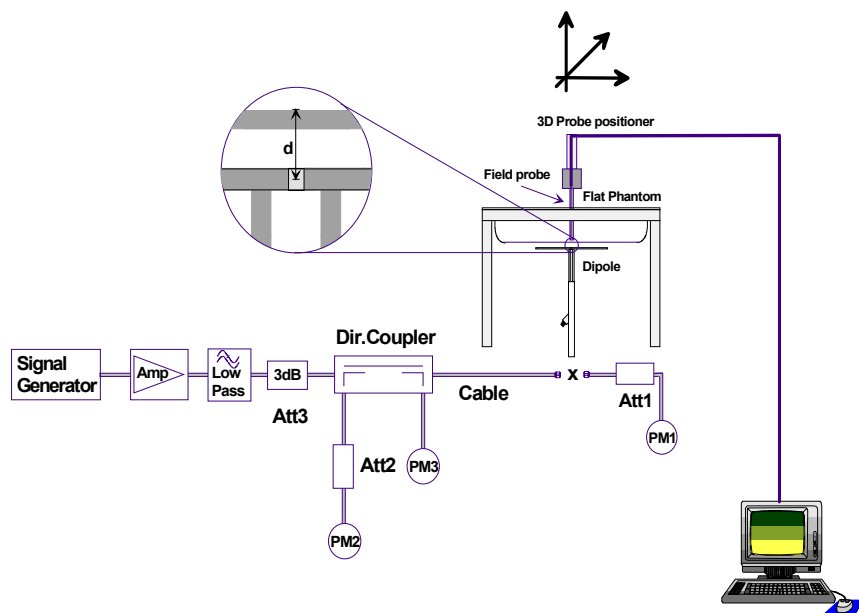 3D Probe positioner
d
Field probe
Flat Phantom
Dipole
Dir.Coupler
Signal
Generator
Amp
Low
Pass
3dB
Att3
Cable
x
Att1
PM1
Att2
PM3
PM2